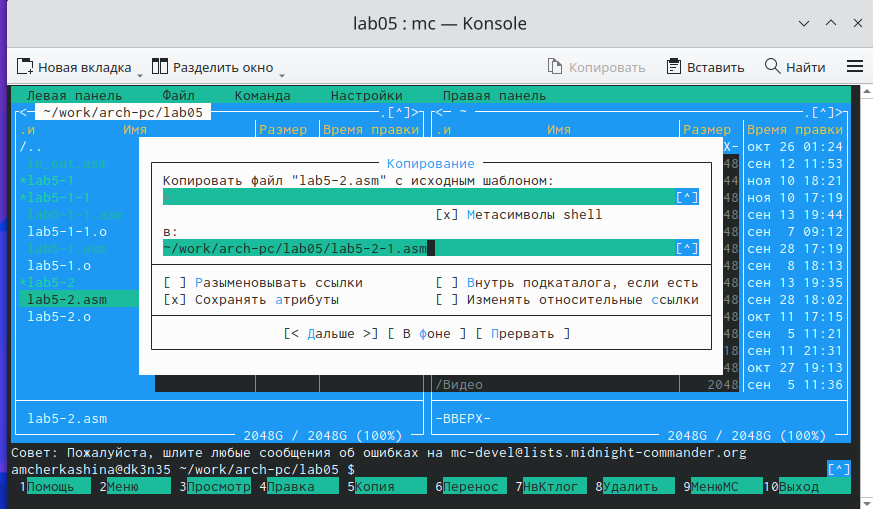 lab05 : mc — Konsole
Новая вкладка Разделить окно Копировать Вставить Найти
Левая панель Файл Команда Настройки Правая панель
<— ~/work/arch-pc/lab05 .[^]> <— ~ .[^]>
.и Имя Размер Время правки .и Имя Размер Время правки
/.. Х- окт 26 01:24
in_out.asm 48 сен 12 11:53
*lab5-1 44 ноя 10 18:21
*lab5-1-1 48 ноя 10 17:19
lab5-1-1.asm 48 сен 13 19:44
lab5-1-1.o 48 сен 7 09:12
lab5-1.asm 48 сен 28 17:19
lab5-1.o 48 сен 8 18:13
*lab5-2 48 сен 13 19:35
lab5-2.asm 48 сен 28 18:02
lab5-2.o 48 окт 11 17:15
48 сен 5 11:21
18 сен 11 21:31
48 окт 27 19:13
/Видео 2048 сен 5 11:36
Копирование
Копировать файл "lab5-2.asm" с исходным шаблоном:
[^]
[x] Метасимволы shell
в:
~/work/arch-pc/lab05/lab5-2-1.asm [^]
[ ] Разыменовывать ссылки [ ] Внутрь подкаталога, если есть
[x] Сохранять атрибуты [ ] Изменять относительные ссылки
[< Дальше >] [ В фоне ] [ Прервать ]
lab5-2.asm -ВВЕРХ-
2048G / 2048G (100%) 2048G / 2048G (100%)
Совет: Пожалуйста, шлите любые сообщения об ошибках на mc-devel@lists.midnight-commander.org
amcherkashina@dk3n35 ~/work/arch-pc/lab05 $ [^]
1Помощь 2Меню 3Просмотр 4Правка 5Копия 6Перенос 7НвКтлог 8Удалить 9МенюМС 10Выход